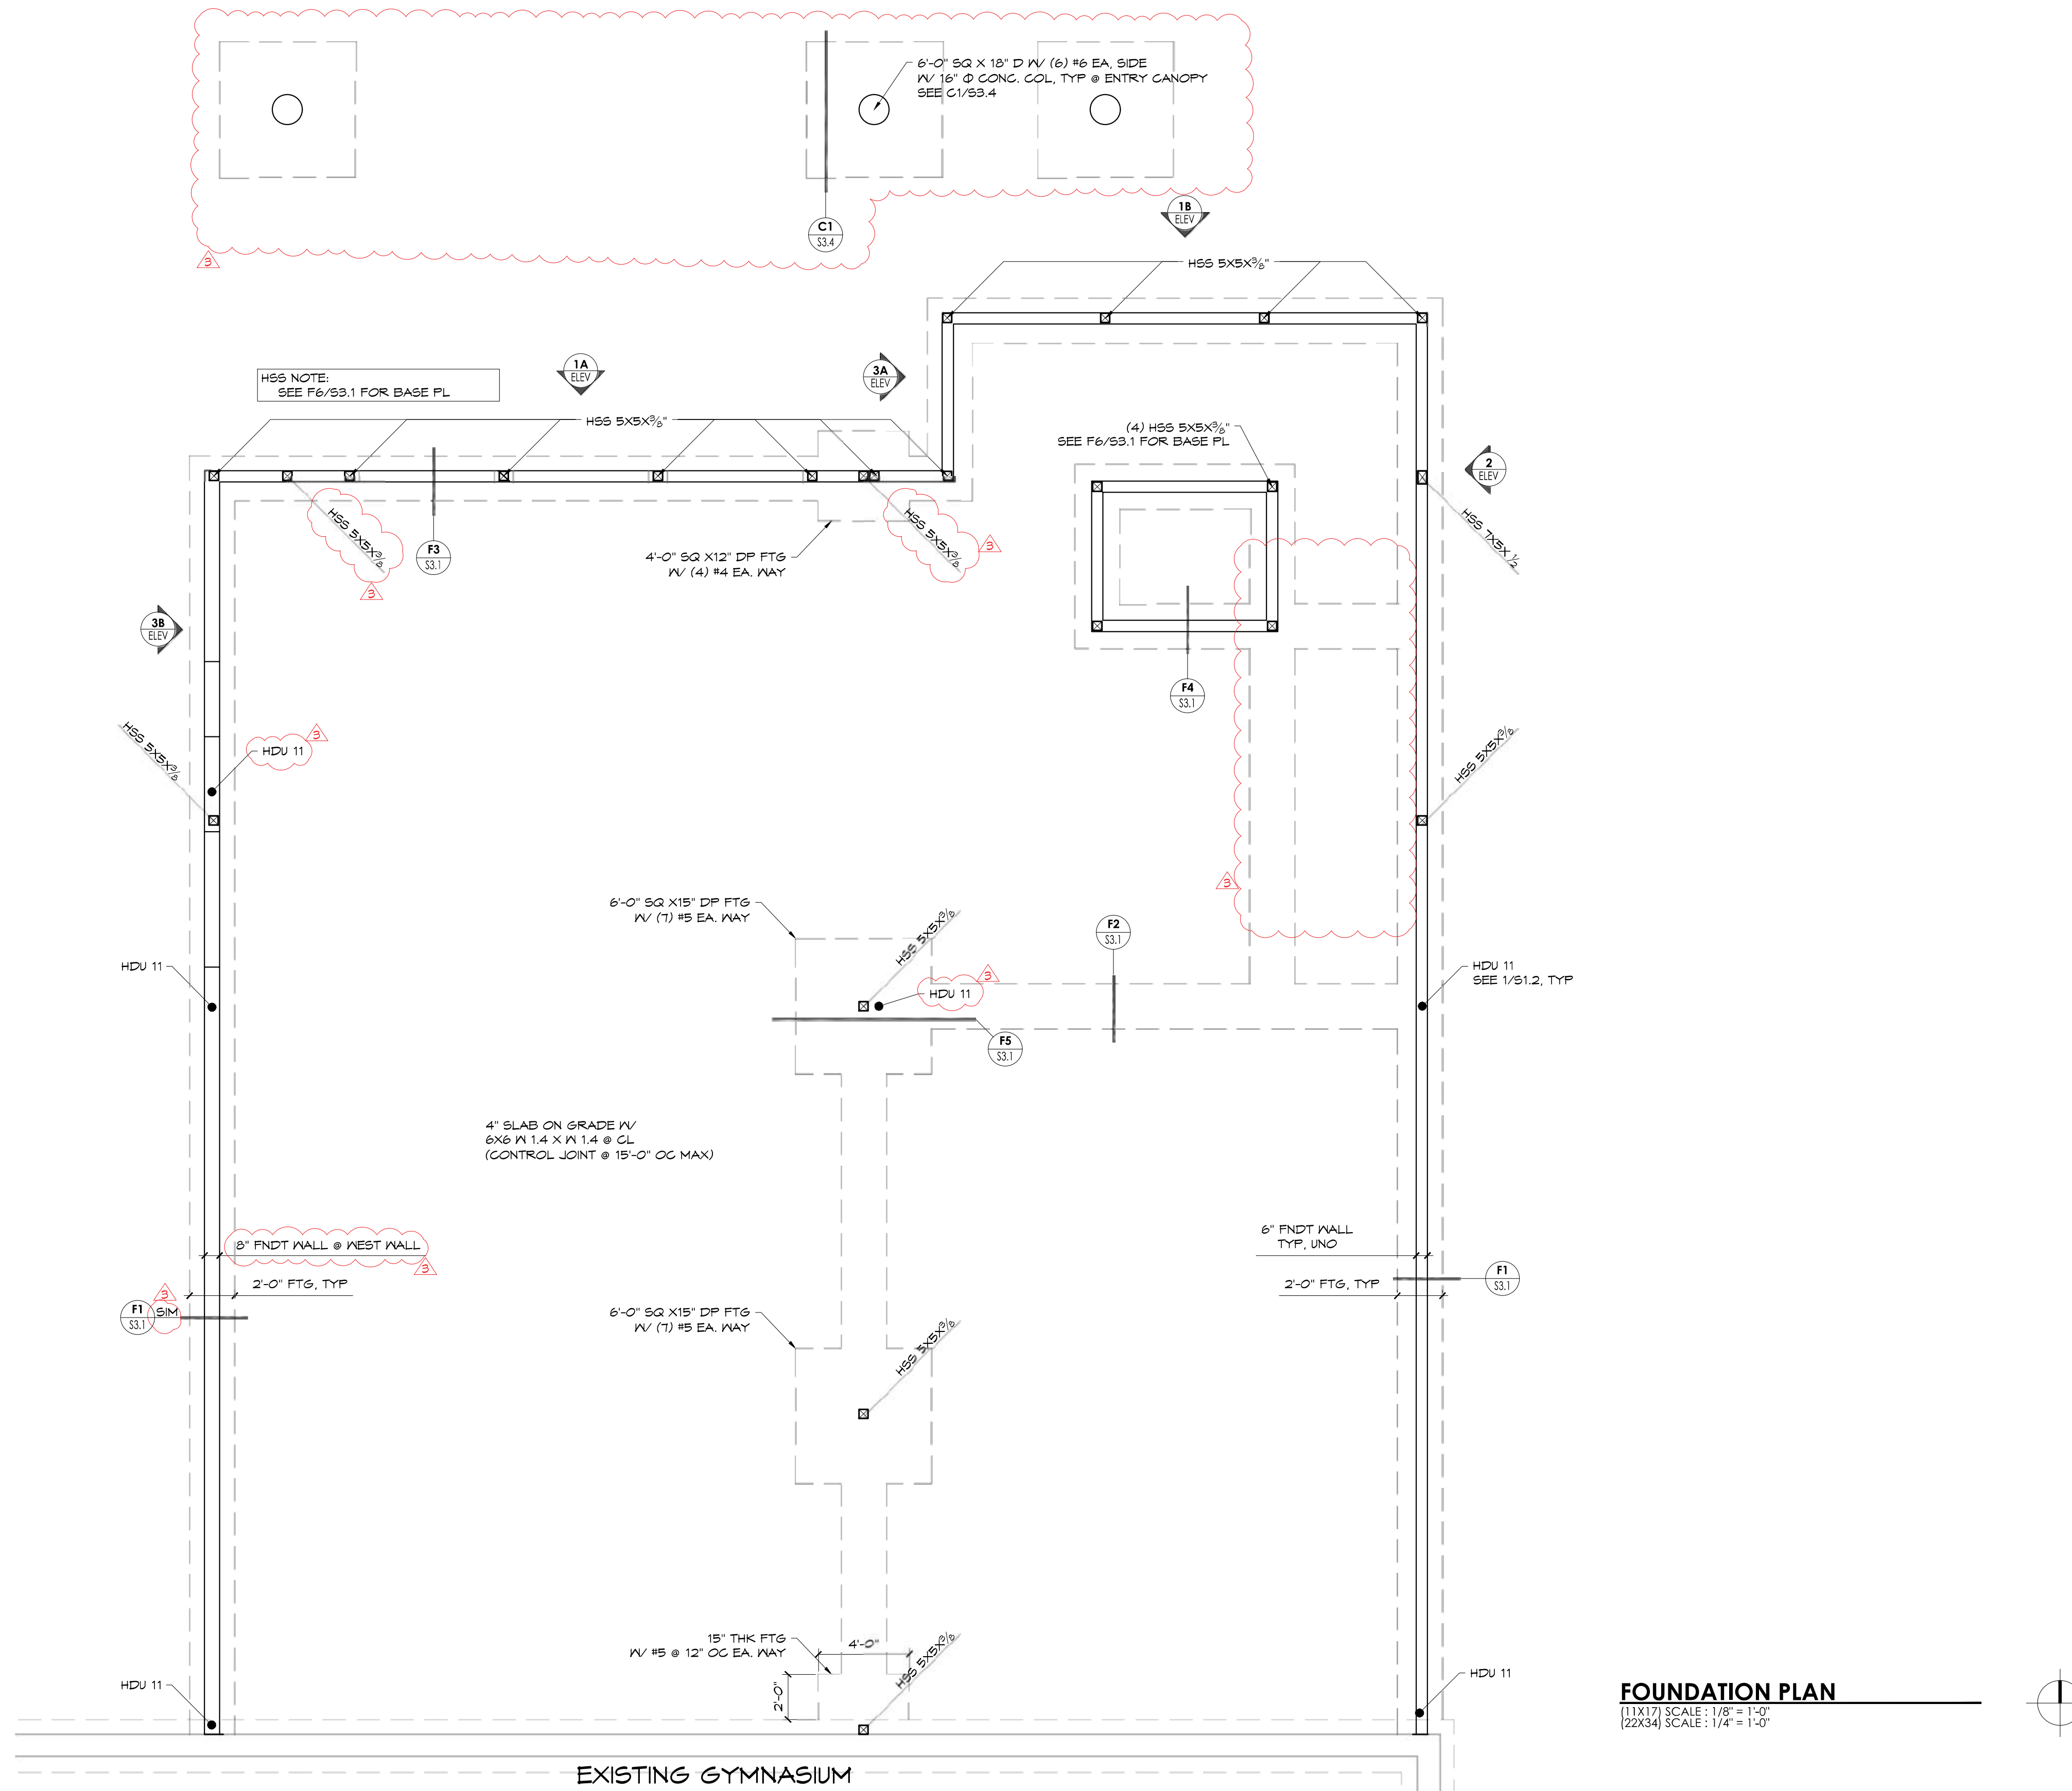 6'-0" SQ X 18" D W/ (6) #6 EA, SIDE
W/ 16" Φ CONC. COL, TYP @ ENTRY CANOPY
SEE C1/S3.4
C1
S3.4
3
1B
ELEV
HSS 5X5X3/8"
HSS NOTE:
SEE F6/S3.1 FOR BASE PL
1A
ELEV
3A
ELEV
HSS 5X5X3/8"
(4) HSS 5X5X3/8"
SEE F6/S3.1 FOR BASE PL
2
ELEV
HSS 5X5X3/8
3
F3
S3.1
4'-0" SQ X12" DP FTG
W/ (4) #4 EA. WAY
HSS 5X5X3/8
3
HSS 7X5X 1/2
3B
ELEV
F4
S3.1
HSS 5X5X3/8
HDU 11
3
HSS 5X5X3/8
3
6'-0" SQ X15" DP FTG
W/ (7) #5 EA. WAY
HSS 5X5X3/8
F2
S3.1
HDU 11
HDU 11
3
HDU 11
SEE 1/S1.2, TYP
F5
S3.1
4" SLAB ON GRADE W/
6X6 W 1.4 X W 1.4 @ CL
(CONTROL JOINT @ 15'-0" OC MAX)
8" FNDT WALL @ WEST WALL
3
2'-0" FTG, TYP
6" FNDT WALL
TYP, UNO
2'-0" FTG, TYP
F1
S3.1
3
F1
S3.1
SIM
6'-0" SQ X15" DP FTG
W/ (7) #5 EA. WAY
HSS 5X5X3/8
15" THK FTG
W/ #5 @ 12" OC EA. WAY
4'-0"
HSS 5X5X3/8
2'-0"
HDU 11
HDU 11
FOUNDATION PLAN
(11X17) SCALE : 1/8" = 1'-0"
(22X34) SCALE : 1/4" = 1'-0"
EXISTING GYMNASIUM